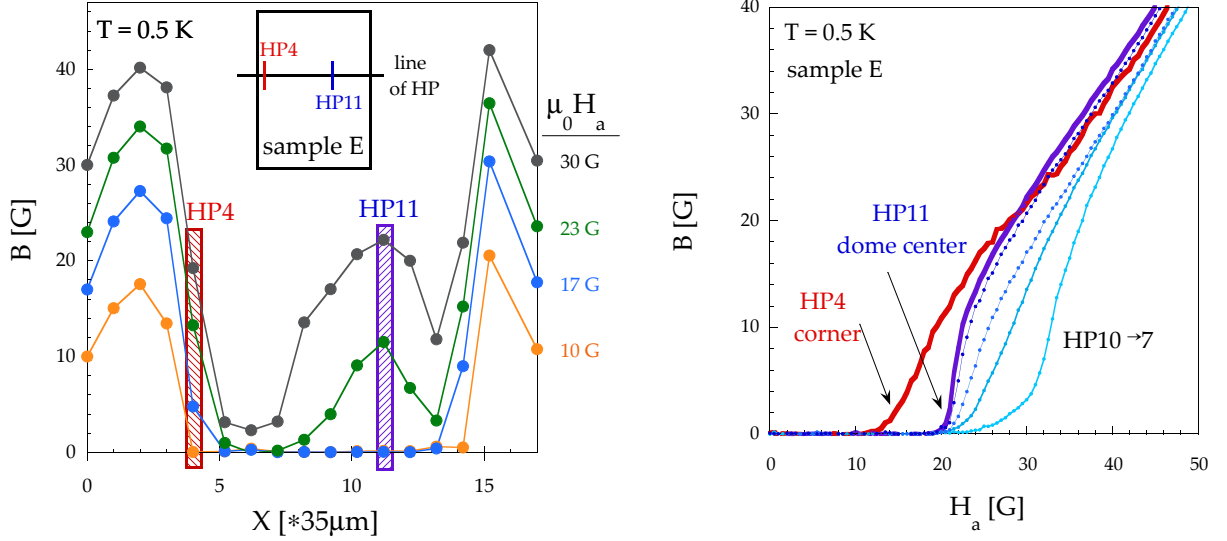 T = 0.5 K
HP4
HP11
line
of HP
sample E
μ0Ha
30 G
23 G
17 G
10 G
HP4
HP11
B [G]
40
30
20
10
0
0
5
10
15
X [*35μm]
T = 0.5 K
sample E
HP11
dome center
HP4
corner
HP10→7
B [G]
40
30
20
10
0
0
10
20
30
40
50
Ha [G]